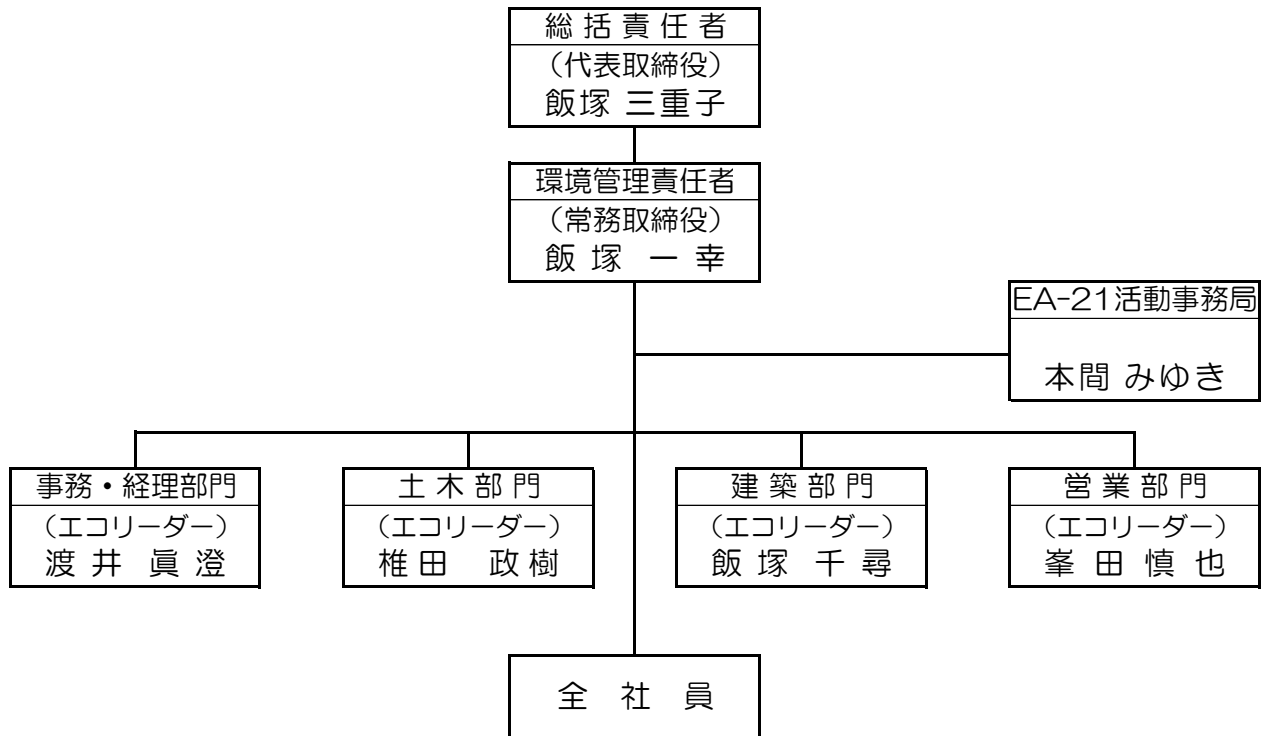 総括責任者
（代表取締役）
飯塚 三重子
環境管理責任者
（常務取締役）
飯塚 一幸
EA-21活動事務局
本間 みゆき
事務・経理部門
（エコリーダー）
渡井 眞澄
土木部門
（エコリーダー）
椎田 政樹
建築部門
（エコリーダー）
飯塚千尋
営業部門
（エコリーダー）
峯田慎也
全社員